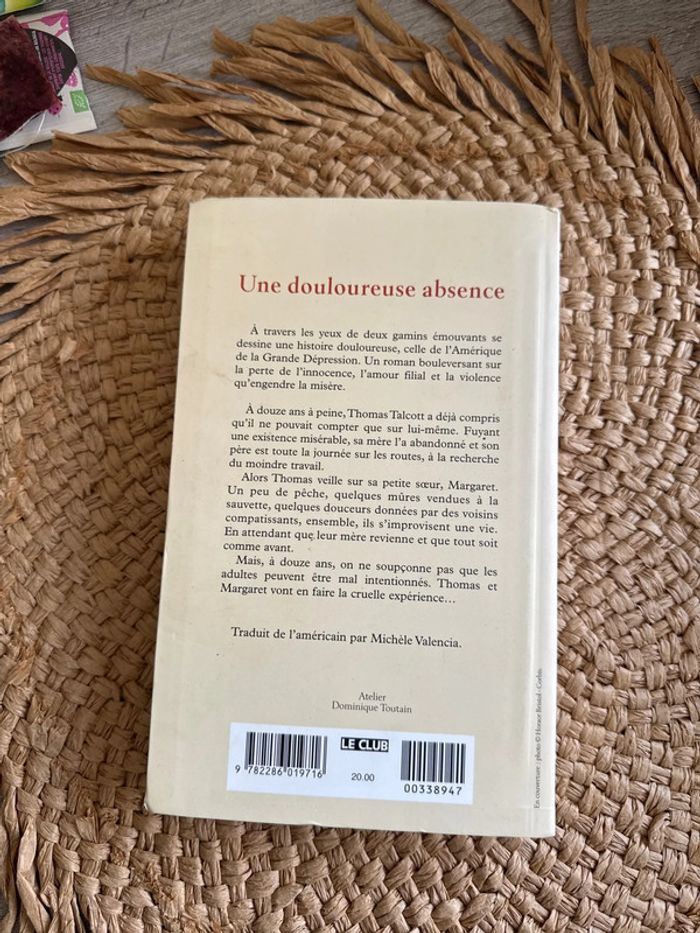 Une douloureuse absence
À travers les yeux de deux gamins émouvants se
dessine une histoire douloureuse, celle de l'Amérique
de la Grande Dépression. Un roman bouleversant sur
la perte de l'innocence, l'amour filial et la violence
qu'engendre la misère.
À douze ans à peine, Thomas Talcott a déjà compris
qu'il ne pouvait compter que sur lui-même. Fuyant
une existence misérable, sa mère l'a abandonné et son
père est toute la journée sur les routes, à la recherche
du moindre travail.
Alors Thomas veille sur sa petite sœur, Margaret.
Un peu de pêche, quelques mûres vendues à la
sauvette, quelques douceurs données par des voisins
compatissants, ensemble, ils s'improvisent une vie.
En attendant que leur mère revienne et que tout soit
comme avant.
Mais, à douze ans, on ne soupçonne pas que les
adultes peuvent être mal intentionnés. Thomas et
Margaret vont en faire la cruelle expérience…
Traduit de l'américain par Michèle Valencia.
Atelier
Dominique Toutain
LE CLUB
9 782286 019716
20.00
00338947
En couverture : photo © Horace Bristol - Corbis